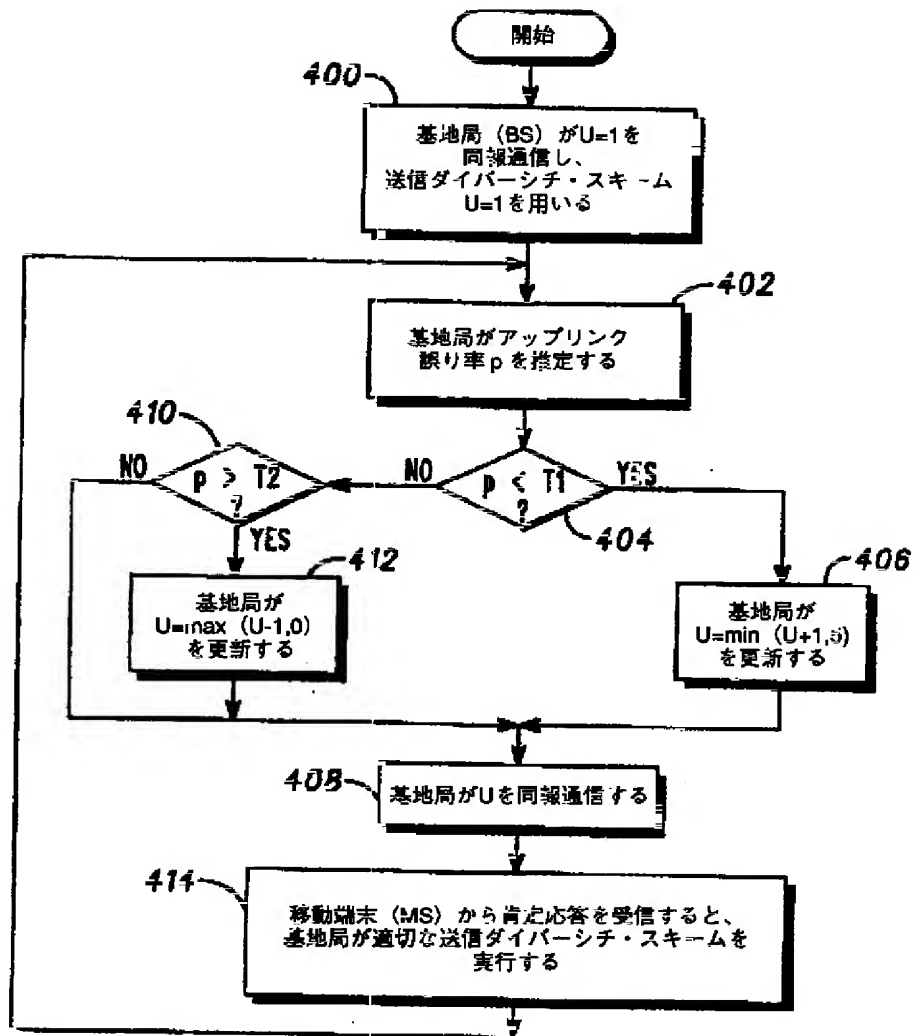 開始
400
基地局（BS）がU=1を
同報通信し、
送信ダイバーシチ・スキーム
U=1を用いる
402
基地局がアップリンク
誤り率pを推定する
410
NO
p > T2
?
YES
NO
p < T1
?
YES
404
412
基地局が
U=max（U-1,0）
を更新する
406
基地局が
U=min（U+1,5）
を更新する
408
基地局がUを同報通信する
414
移動端末（MS）から肯定応答を受信すると、
基地局が適切な送信ダイバーシチ・スキームを
実行する